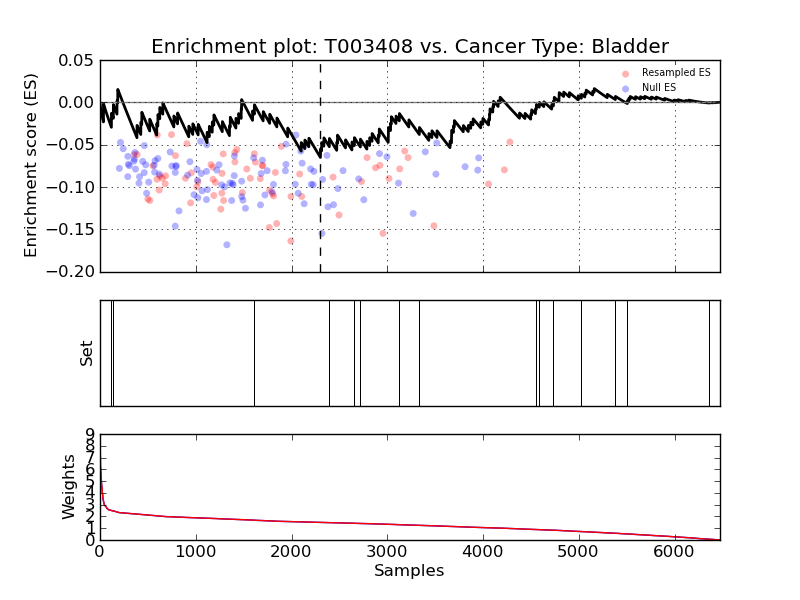 Enrichment plot: T003408 vs. Cancer Type: Bladder
Enrichment score (ES)
0.05
0.00
−0.05
−0.10
−0.15
−0.20
Resampled ES
Null ES
Set
Weights
9
8
7
6
5
4
3
2
1
0
0 1000 2000 3000 4000 5000 6000
Samples